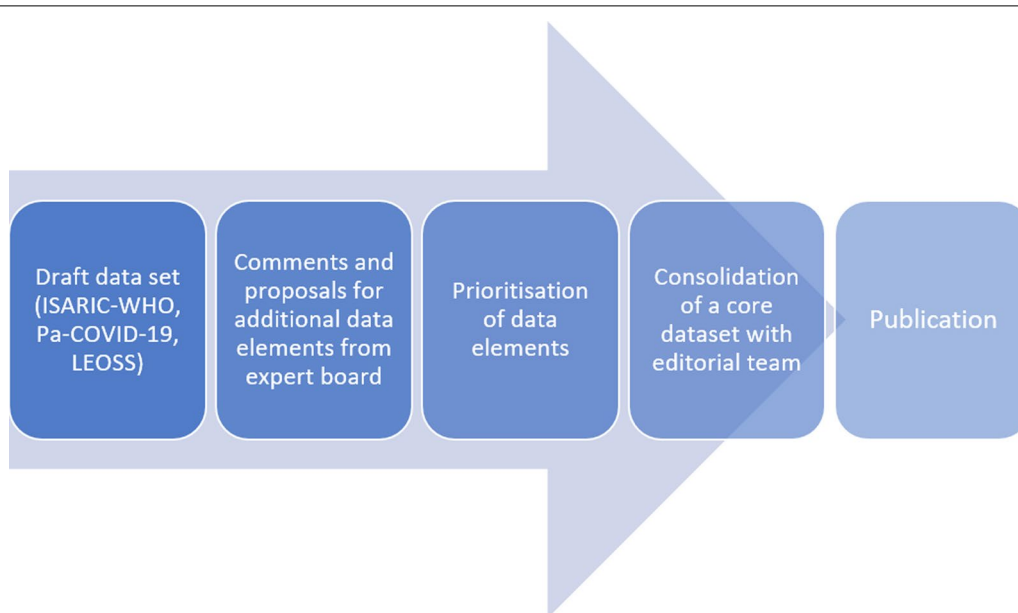 Draft data set
(ISARIC-WHO,
Pa-COVID-19,
LEOSS)
Comments and
proposals for
additional data
elements from
expert board
Prioritisation
of data
elements
Consolidation
of a core
dataset with
editorial team
Publication